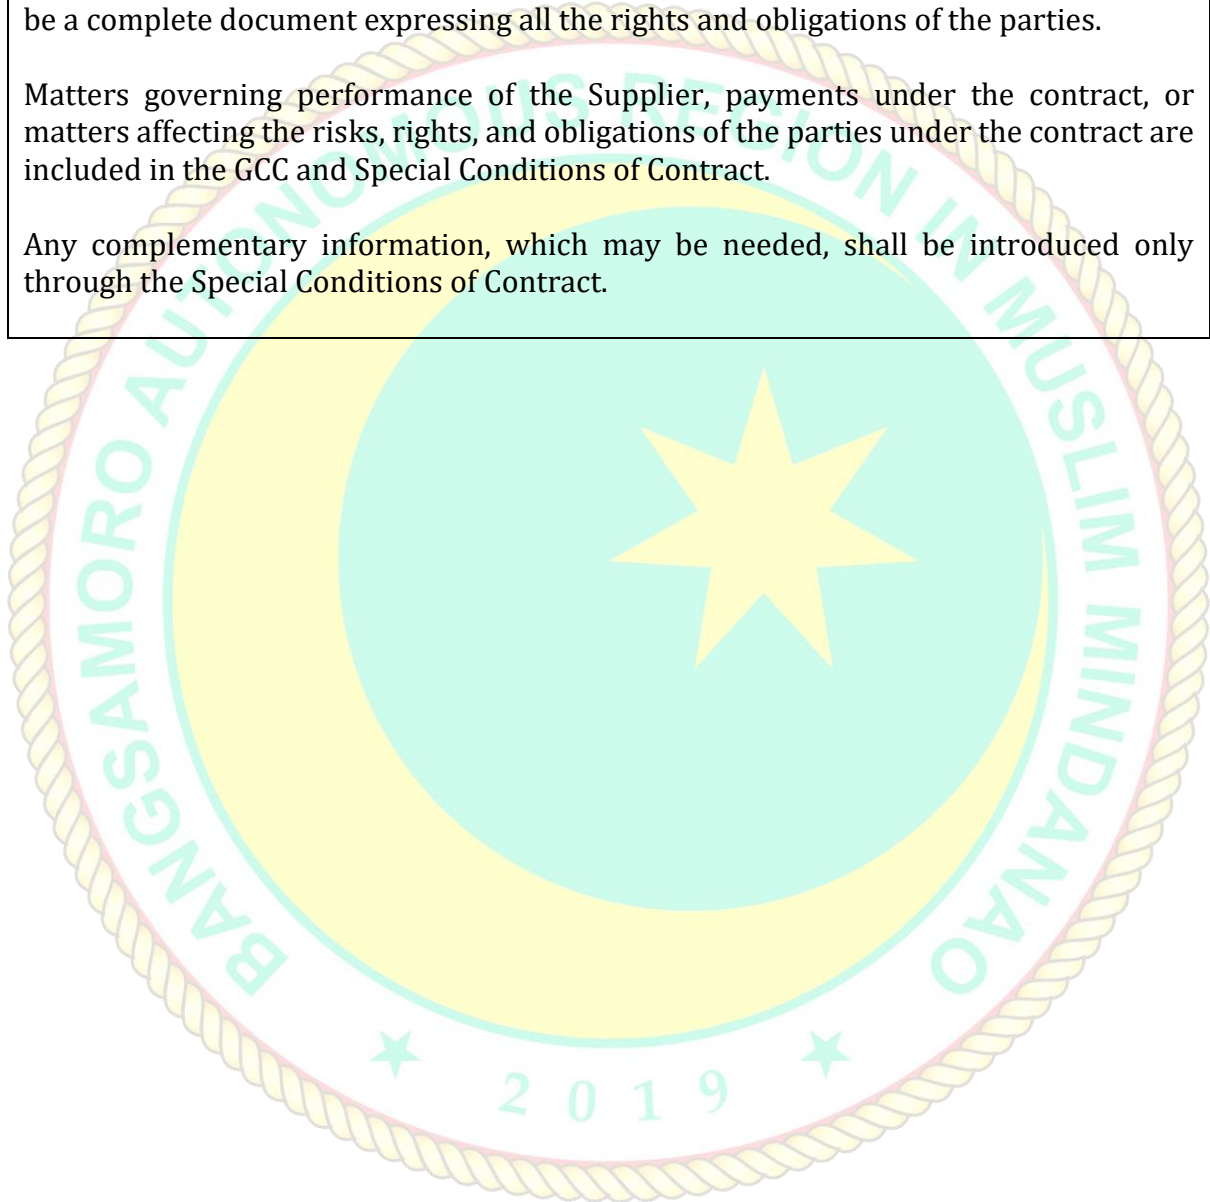 be a complete document expressing all the rights and obligations of the parties.
Matters governing performance of the Supplier, payments under the contract, or
matters affecting the risks, rights, and obligations of the parties under the contract are
included in the GCC and Special Conditions of Contract.
Any complementary information, which may be needed, shall be introduced only
through the Special Conditions of Contract.
BANGSAMORO AUTONOMOUS REGION IN MUSLIM MINDANAO
2019